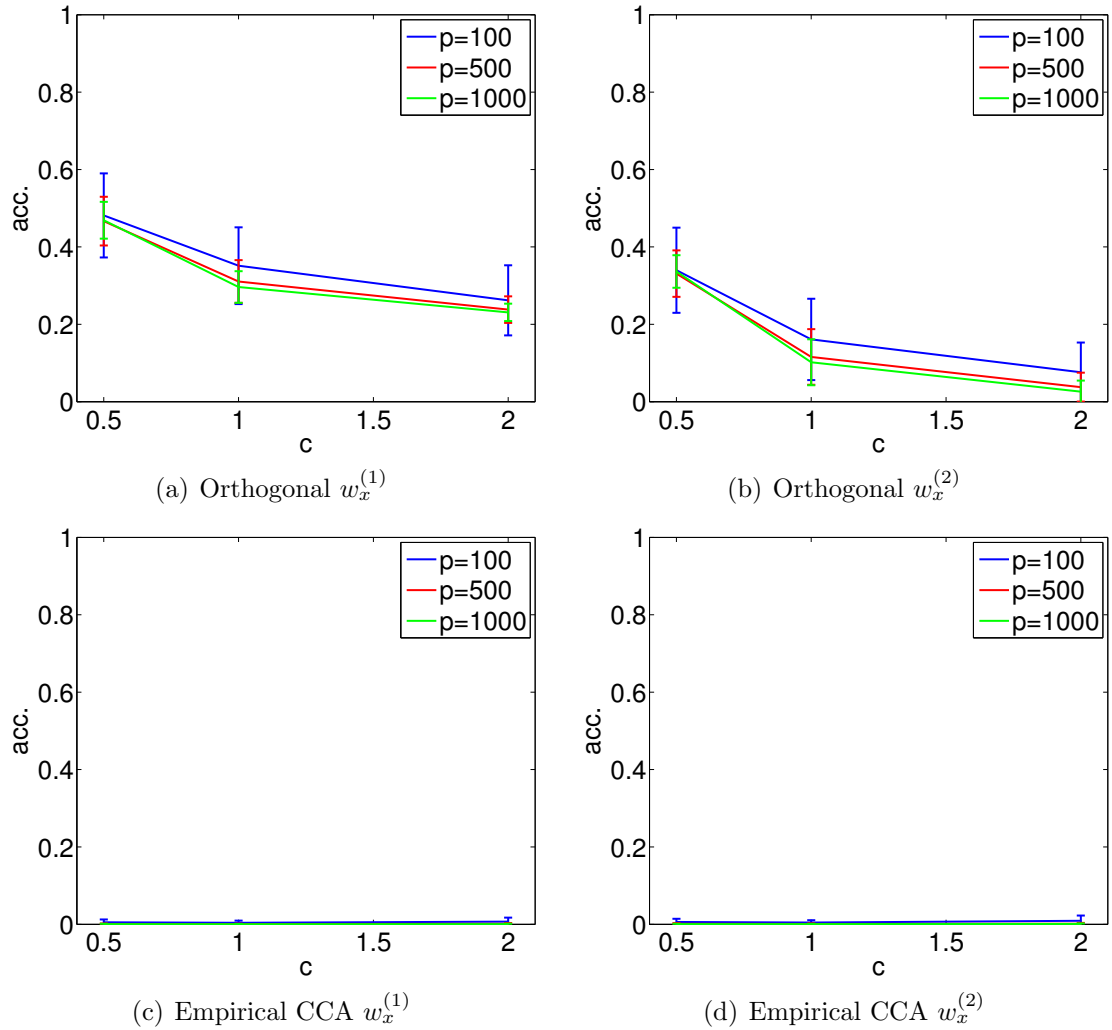 1
0.8
0.6
0.4
0.2
0
acc.
0.5 1 1.5 2
c
p=100
p=500
p=1000
(a) Orthogonal $w_x^{(1)}$
1
0.8
0.6
0.4
0.2
0
acc.
0.5 1 1.5 2
c
p=100
p=500
p=1000
(b) Orthogonal $w_x^{(2)}$
1
0.8
0.6
0.4
0.2
0
acc.
0.5 1 1.5 2
c
p=100
p=500
p=1000
(c) Empirical CCA $w_x^{(1)}$
1
0.8
0.6
0.4
0.2
0
acc.
0.5 1 1.5 2
c
p=100
p=500
p=1000
(d) Empirical CCA $w_x^{(2)}$